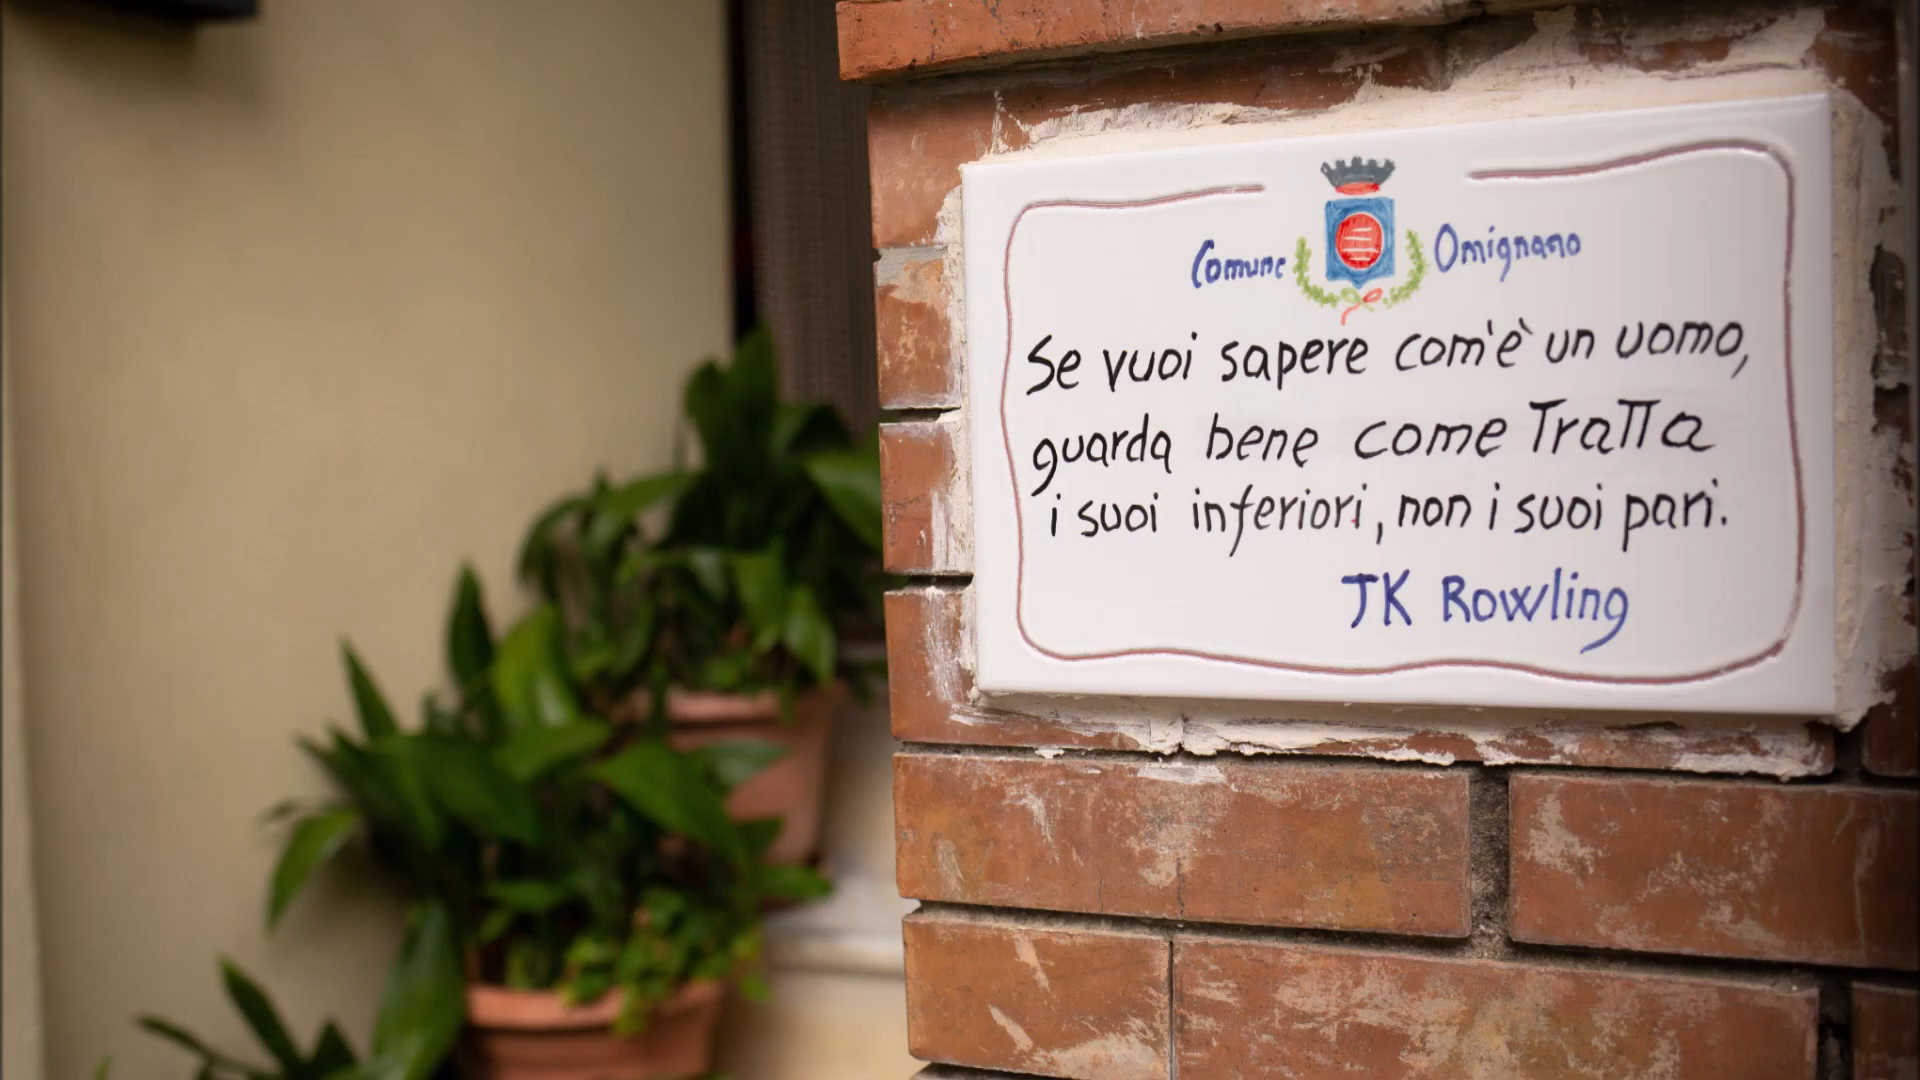 Comune Omignano
Se vuoi sapere com'è un uomo,
guarda bene come Tratta
i suoi inferiori, non i suoi pari.
JK Rowling